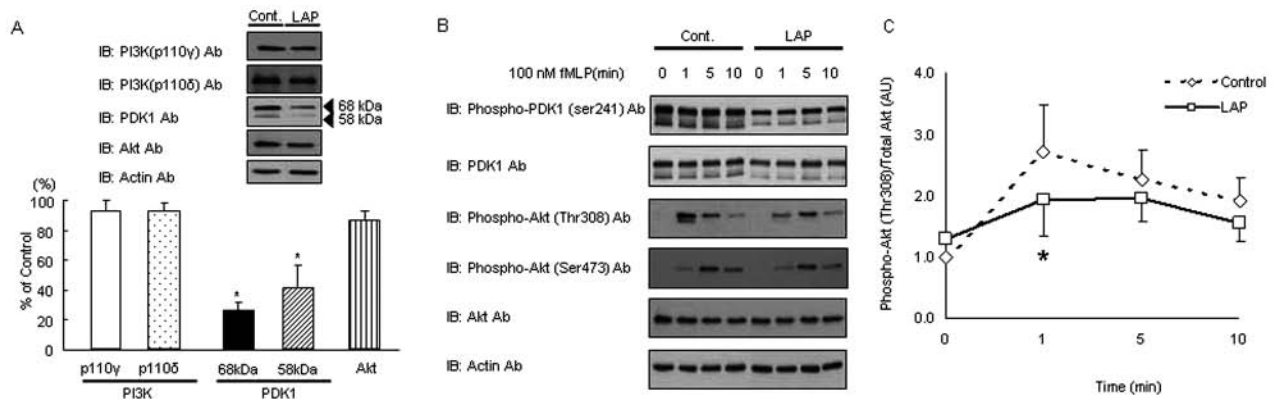 A
Cont. LAP
IB: PI3K(p110γ) Ab
IB: PI3K(p110δ) Ab
IB: PDK1 Ab
68 kDa
58 kDa
IB: Akt Ab
IB: Actin Ab
(%)
% of Control
100
80
60
40
20
0
*
*
p110γ p110δ 68kDa 58kDa Akt
PI3K PDK1
B
Cont. LAP
100 nM fMLP(min) 0 1 5 10 0 1 5 10
IB: Phospho-PDK1 (ser241) Ab
IB: PDK1 Ab
IB: Phospho-Akt (Thr308) Ab
IB: Phospho-Akt (Ser473) Ab
IB: Akt Ab
IB: Actin Ab
C
Phospho-Akt (Thr308)/Total Akt (AU)
4.0
3.0
2.0
1.0
0.0
Control
LAP
*
0 1 5 10
Time (min)